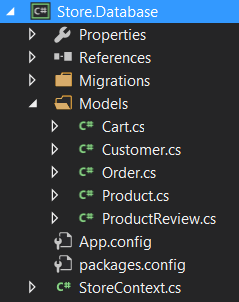 Store.Database
Properties
References
Migrations
Models
C# Cart.cs
C# Customer.cs
C# Order.cs
C# Product.cs
C# ProductReview.cs
App.config
packages.config
C# StoreContext.cs